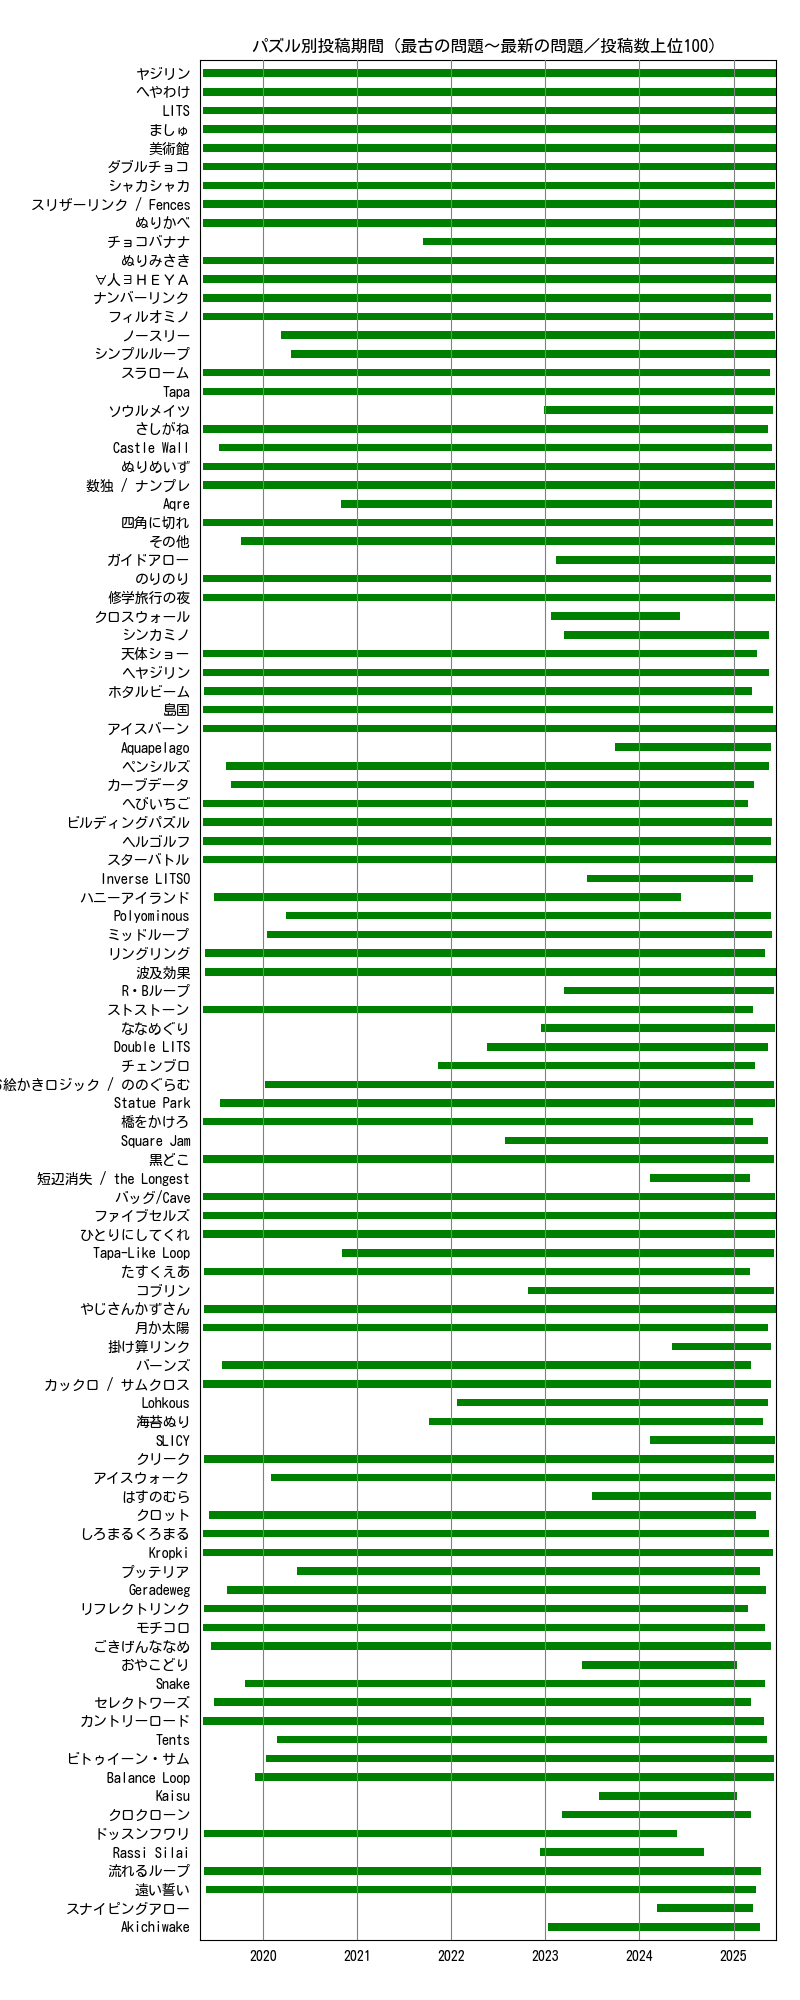 パズル別投稿期間（最古の問題～最新の問題／投稿数上位100）
ヤジリン
へやわけ
LITS
ましゅ
美術館
ダブルチョコ
シャカシャカ
スリザーリンク / Fences
ぬりかべ
チョコバナナ
ぬりみさき
∀人∃ＨＥＹＡ
ナンバーリンク
フィルオミノ
ノースリー
シンプルループ
スラローム
Tapa
ソウルメイツ
さしがね
Castle Wall
ぬりめいず
数独 / ナンプレ
Aqre
四角に切れ
その他
ガイドアロー
のりのり
修学旅行の夜
クロスウォール
シンカミノ
天体ショー
ヘヤジリン
ホタルビーム
島国
アイスバーン
Aquapelago
ペンシルズ
カーブデータ
へびいちご
ビルディングパズル
ヘルゴルフ
スターバトル
Inverse LITSO
ハニーアイランド
Polyominous
ミッドループ
リングリング
波及効果
R・Bループ
ストストーン
ななめぐり
Double LITS
チェンブロ
絵かきロジック / ののぐらむ
Statue Park
橋をかけろ
Square Jam
黒どこ
短辺消失 / the Longest
バッグ/Cave
ファイブセルズ
ひとりにしてくれ
Tapa-Like Loop
たすくえあ
コブリン
やじさんかずさん
月か太陽
掛け算リンク
バーンズ
カックロ / サムクロス
Lohkous
海苔ぬり
SLICY
クリーク
アイスウォーク
はすのむら
クロット
しろまるくろまる
Kropki
プッテリア
Geradeweg
リフレクトリンク
モチコロ
ごきげんななめ
おやこどり
Snake
セレクトワーズ
カントリーロード
Tents
ビトゥイーン・サム
Balance Loop
Kaisu
クロクローン
ドッスンフワリ
Rassi Silai
流れるループ
遠い誓い
スナイピングアロー
Akichiwake
2020 2021 2022 2023 2024 2025